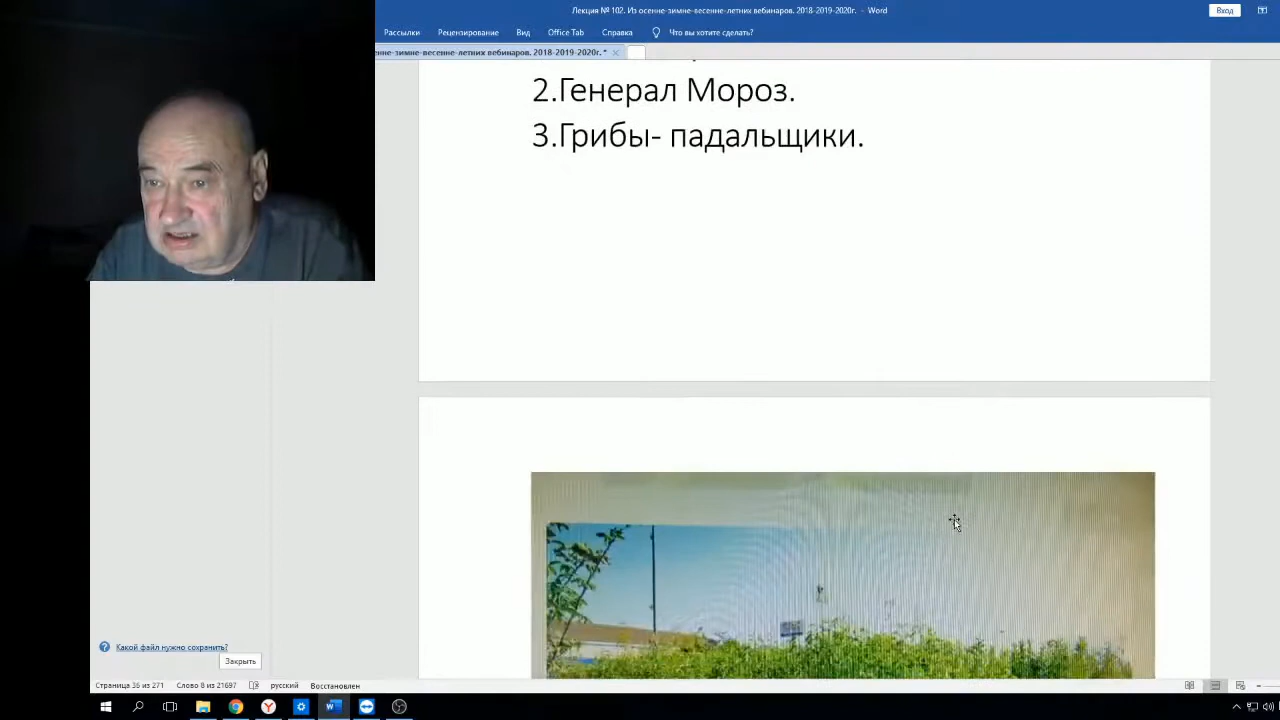 Лекция № 102. Из осенне-зимне-весенне-летних вебинаров. 2018-2019-2020г. - Word
Вход
Рассылки Рецензирование Вид Office Tab Справка Что вы хотите сделать?
нне-зимне-весенне-летних вебинаров. 2018-2019-2020г. *
2.Генерал Мороз.
3.Грибы- падальщики.
Какой файл нужно сохранить?
Закрыть
Страница 36 из 271 Слово 8 из 21697 русский Восстановлен